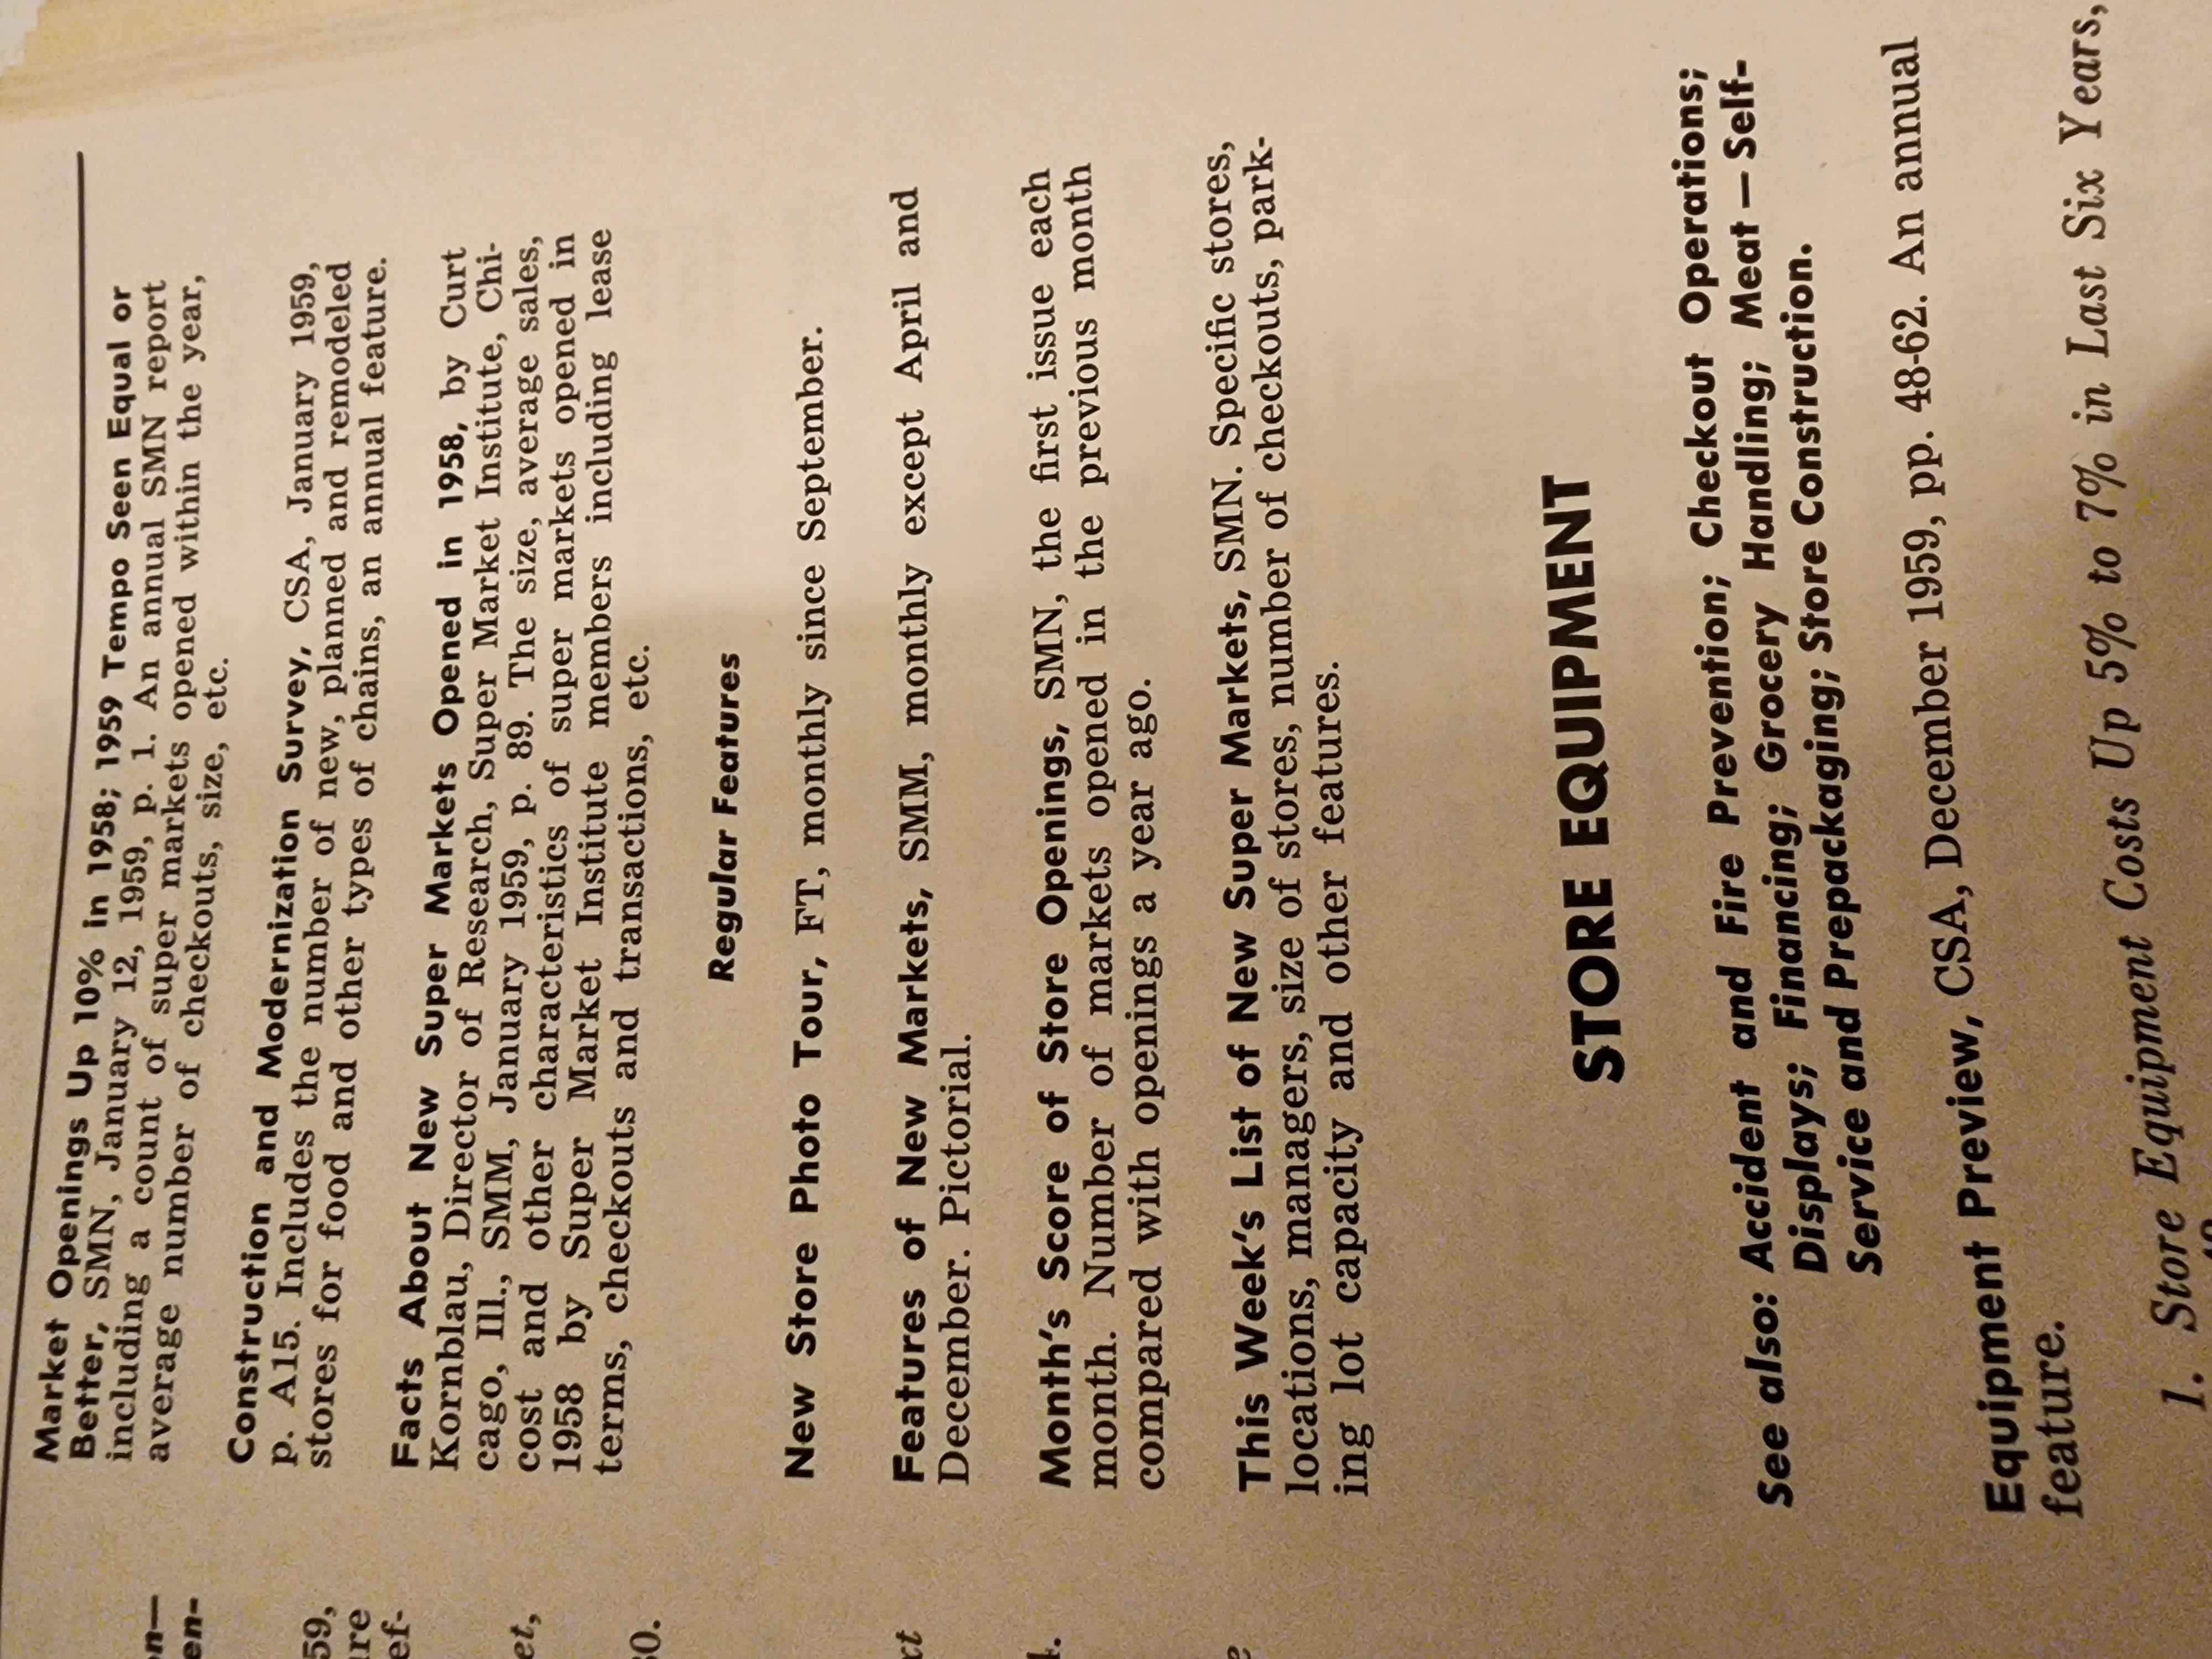 Market Openings Up 10% in 1958; 1959 Tempo Seen Equal or
Better, SMN, January 12, 1959, p. 1. An annual SMN report
including a count of super markets opened within the year,
average number of checkouts, size, etc.
Construction and Modernization Survey, CSA, January 1959,
p. A15. Includes the number of new, planned and remodeled
stores for food and other types of chains, an annual feature.
Facts About New Super Markets Opened in 1958, by Curt
Kornblau, Director of Research, Super Market Institute, Chi-
cago, Ill., SMM, January 1959, p. 89. The size, average sales,
cost and other characteristics of super markets opened in
1958 by Super Market Institute members including lease
terms, checkouts and transactions, etc.
Regular Features
New Store Photo Tour, FT, monthly since September.
Features of New Markets, SMM, monthly except April and
December. Pictorial.
Month's Score of Store Openings, SMN, the first issue each
month. Number of markets opened in the previous month
compared with openings a year ago.
This Week's List of New Super Markets, SMN. Specific stores,
locations, managers, size of stores, number of checkouts, park-
ing lot capacity and other features.
STORE EQUIPMENT
See also: Accident and Fire Prevention; Checkout Operations;
Displays; Financing; Grocery Handling; Meat — Self-
Service and Prepackaging; Store Construction.
Equipment Preview, CSA, December 1959, pp. 48-62. An annual
feature.
1. Store Equipment Costs Up 5% to 7% in Last Six Years,